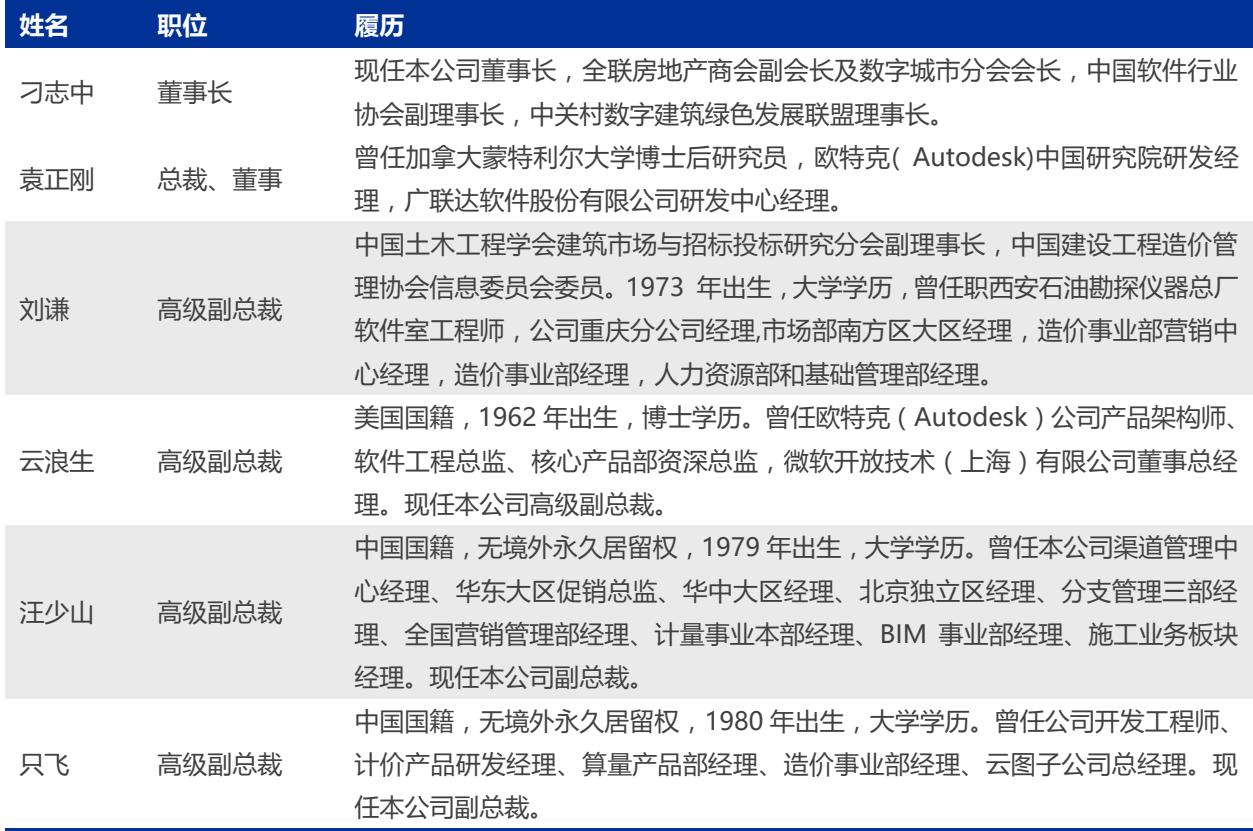 姓名 职位 履历
刁志中 董事长 现任本公司董事长，全联房地产商会副会长及数字城市分会会长，中国软件行业
协会副理事长，中关村数字建筑绿色发展联盟理事长。
袁正刚 总裁、董事 曾任加拿大蒙特利尔大学博士后研究员，欧特克( Autodesk)中国研究院研发经
理，广联达软件股份有限公司研发中心经理。
刘谦 高级副总裁 中国土木工程学会建筑市场与招标投标研究分会副理事长，中国建设工程造价管
理协会信息委员会委员。1973 年出生，大学学历，曾任职西安石油勘探仪器总厂
软件室工程师，公司重庆分公司经理,市场部南方区大区经理，造价事业部营销中
心经理，造价事业部经理，人力资源部和基础管理部经理。
云浪生 高级副总裁 美国国籍，1962 年出生，博士学历。曾任欧特克（Autodesk）公司产品架构师、
软件工程总监、核心产品部资深总监，微软开放技术（上海）有限公司董事总经
理。现任本公司高级副总裁。
汪少山 高级副总裁 中国国籍，无境外永久居留权，1979 年出生，大学学历。曾任本公司渠道管理中
心经理、华东大区促销总监、华中大区经理、北京独立区经理、分支管理三部经
理、全国营销管理部经理、计量事业本部经理、BIM 事业部经理、施工业务板块
经理。现任本公司副总裁。
只飞 高级副总裁 中国国籍，无境外永久居留权，1980 年出生，大学学历。曾任公司开发工程师、
计价产品研发经理、算量产品部经理、造价事业部经理、云图子公司总经理。现
任本公司副总裁。